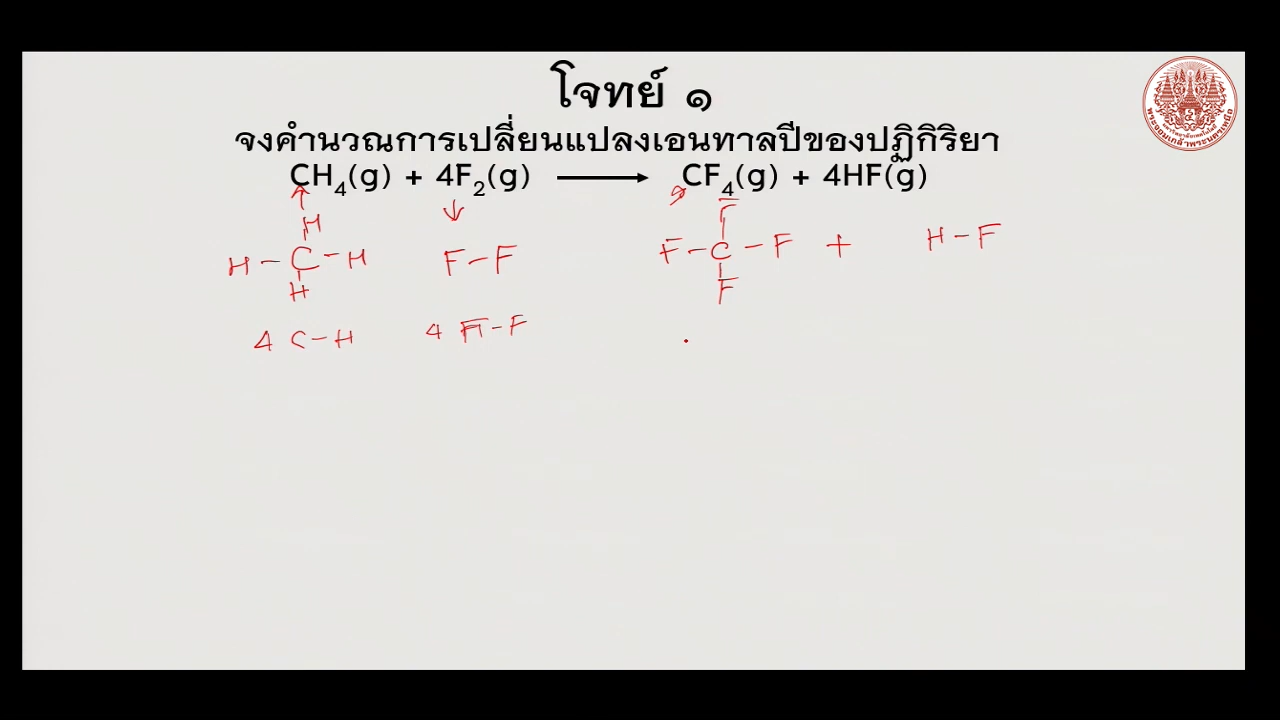 โจทย์ ๑
จงคำนวณการเปลี่ยนแปลงเอนทาลปีของปฏิกิริยา
CH₄(g) + 4F₂(g) ⟶ CF₄(g) + 4HF(g)
H F
H - C - H F - F F - C - F + H - F
H F
4 C - H 4 F - F